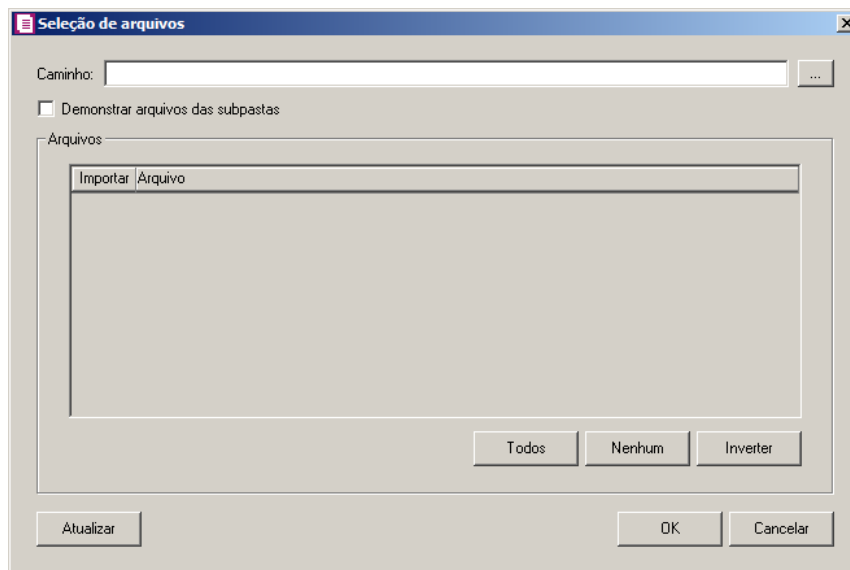 Seleção de arquivos
Caminho: ...
Demonstrar arquivos das subpastas
Arquivos
Importar Arquivo
Todos Nenhum Inverter
Atualizar OK Cancelar